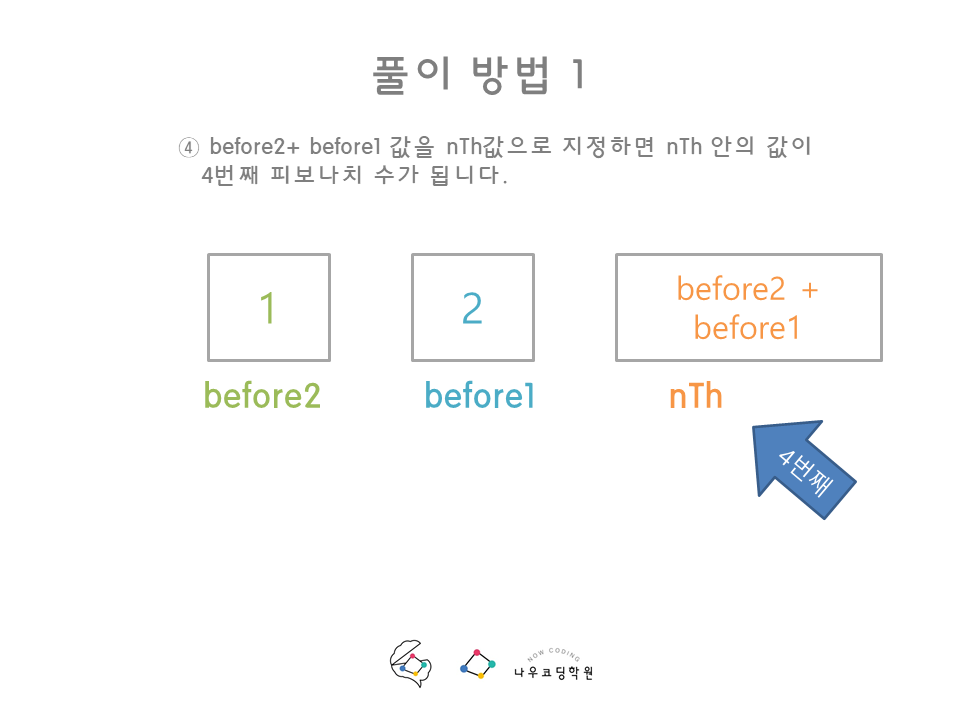 풀이 방법 1
④ before2+ before1 값을 nTh값으로 지정하면 nTh 안의 값이
4번째 피보나치 수가 됩니다.
1
2
before2 +
before1
before2
before1
nTh
4번째
NOW CODING
나우코딩학원